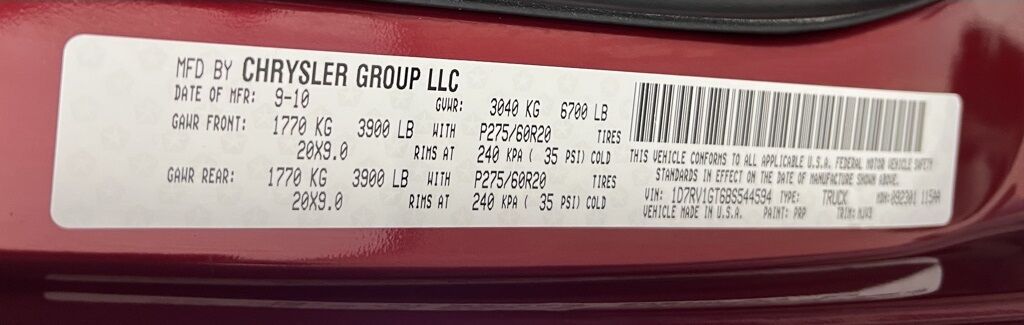 MFD BY CHRYSLER GROUP LLC
DATE OF MFR: 9-10 GVWR: 3040 KG 6700 LB
GAWR FRONT: 1770 KG 3900 LB WITH P275/60R20 TIRES
20X9.0 RIMS AT 240 KPA ( 35 PSI) COLD
GAWR REAR: 1770 KG 3900 LB WITH P275/60R20 TIRES
20X9.0 RIMS AT 240 KPA ( 35 PSI) COLD
THIS VEHICLE CONFORMS TO ALL APPLICABLE U.S.A. FEDERAL MOTOR VEHICLE SAFETY
STANDARDS IN EFFECT ON THE DATE OF MANUFACTURE SHOWN ABOVE.
VIN: 1D7RV1GT6BS544594 TYPE: TRUCK MDH: 092301 115AA
VEHICLE MADE IN U.S.A. PAINT: PRP TRIM: